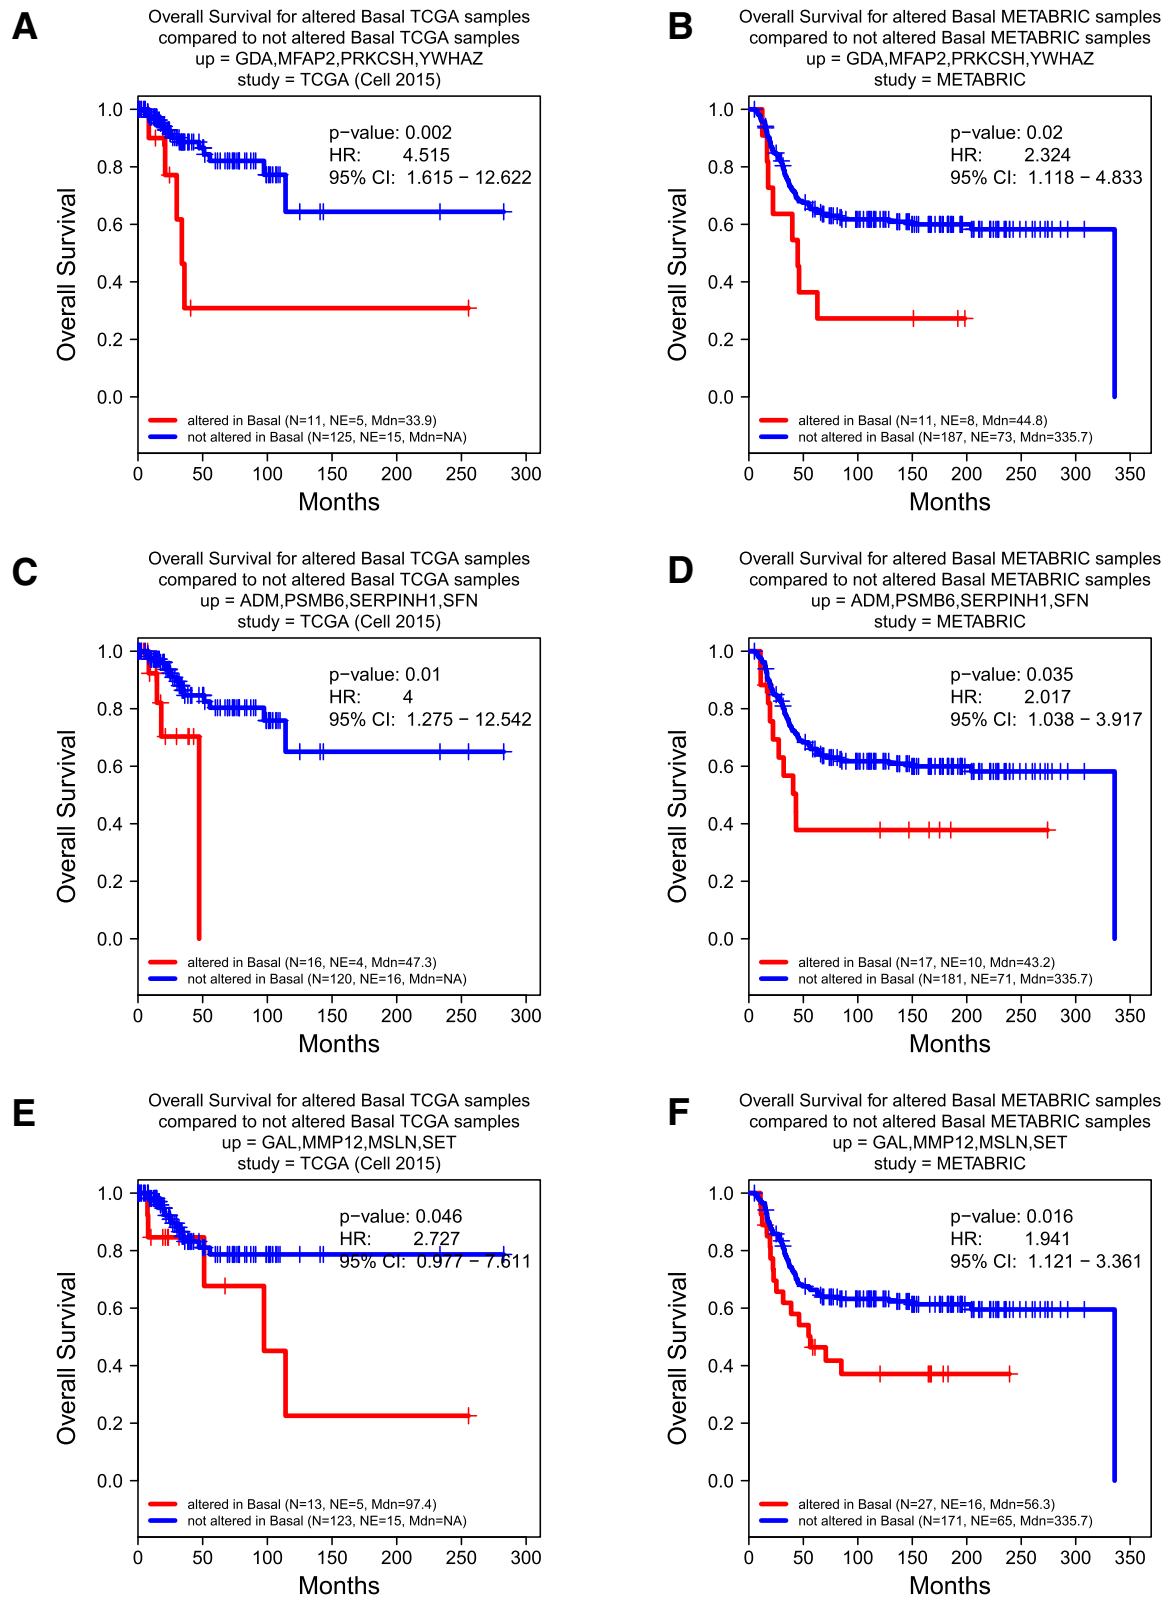 A
Overall Survival for altered Basal TCGA samples
compared to not altered Basal TCGA samples
up = GDA,MFAP2,PRKCSH,YWHAZ
study = TCGA (Cell 2015)
Overall Survival
1.0
0.8
0.6
0.4
0.2
0.0
p−value: 0.002
HR: 4.515
95% CI: 1.615 − 12.622
altered in Basal (N=11, NE=5, Mdn=33.9)
not altered in Basal (N=125, NE=15, Mdn=NA)
0 50 100 150 200 250 300
Months
B
Overall Survival for altered Basal METABRIC samples
compared to not altered Basal METABRIC samples
up = GDA,MFAP2,PRKCSH,YWHAZ
study = METABRIC
Overall Survival
1.0
0.8
0.6
0.4
0.2
0.0
p−value: 0.02
HR: 2.324
95% CI: 1.118 − 4.833
altered in Basal (N=11, NE=8, Mdn=44.8)
not altered in Basal (N=187, NE=73, Mdn=335.7)
0 50 100 150 200 250 300 350
Months
C
Overall Survival for altered Basal TCGA samples
compared to not altered Basal TCGA samples
up = ADM,PSMB6,SERPINH1,SFN
study = TCGA (Cell 2015)
Overall Survival
1.0
0.8
0.6
0.4
0.2
0.0
p−value: 0.01
HR: 4
95% CI: 1.275 − 12.542
altered in Basal (N=16, NE=4, Mdn=47.3)
not altered in Basal (N=120, NE=16, Mdn=NA)
0 50 100 150 200 250 300
Months
D
Overall Survival for altered Basal METABRIC samples
compared to not altered Basal METABRIC samples
up = ADM,PSMB6,SERPINH1,SFN
study = METABRIC
Overall Survival
1.0
0.8
0.6
0.4
0.2
0.0
p−value: 0.035
HR: 2.017
95% CI: 1.038 − 3.917
altered in Basal (N=17, NE=10, Mdn=43.2)
not altered in Basal (N=181, NE=71, Mdn=335.7)
0 50 100 150 200 250 300 350
Months
E
Overall Survival for altered Basal TCGA samples
compared to not altered Basal TCGA samples
up = GAL,MMP12,MSLN,SET
study = TCGA (Cell 2015)
Overall Survival
1.0
0.8
0.6
0.4
0.2
0.0
p−value: 0.046
HR: 2.727
95% CI: 0.977 − 7.611
altered in Basal (N=13, NE=5, Mdn=97.4)
not altered in Basal (N=123, NE=15, Mdn=NA)
0 50 100 150 200 250 300
Months
F
Overall Survival for altered Basal METABRIC samples
compared to not altered Basal METABRIC samples
up = GAL,MMP12,MSLN,SET
study = METABRIC
Overall Survival
1.0
0.8
0.6
0.4
0.2
0.0
p−value: 0.016
HR: 1.941
95% CI: 1.121 − 3.361
altered in Basal (N=27, NE=16, Mdn=56.3)
not altered in Basal (N=171, NE=65, Mdn=335.7)
0 50 100 150 200 250 300 350
Months